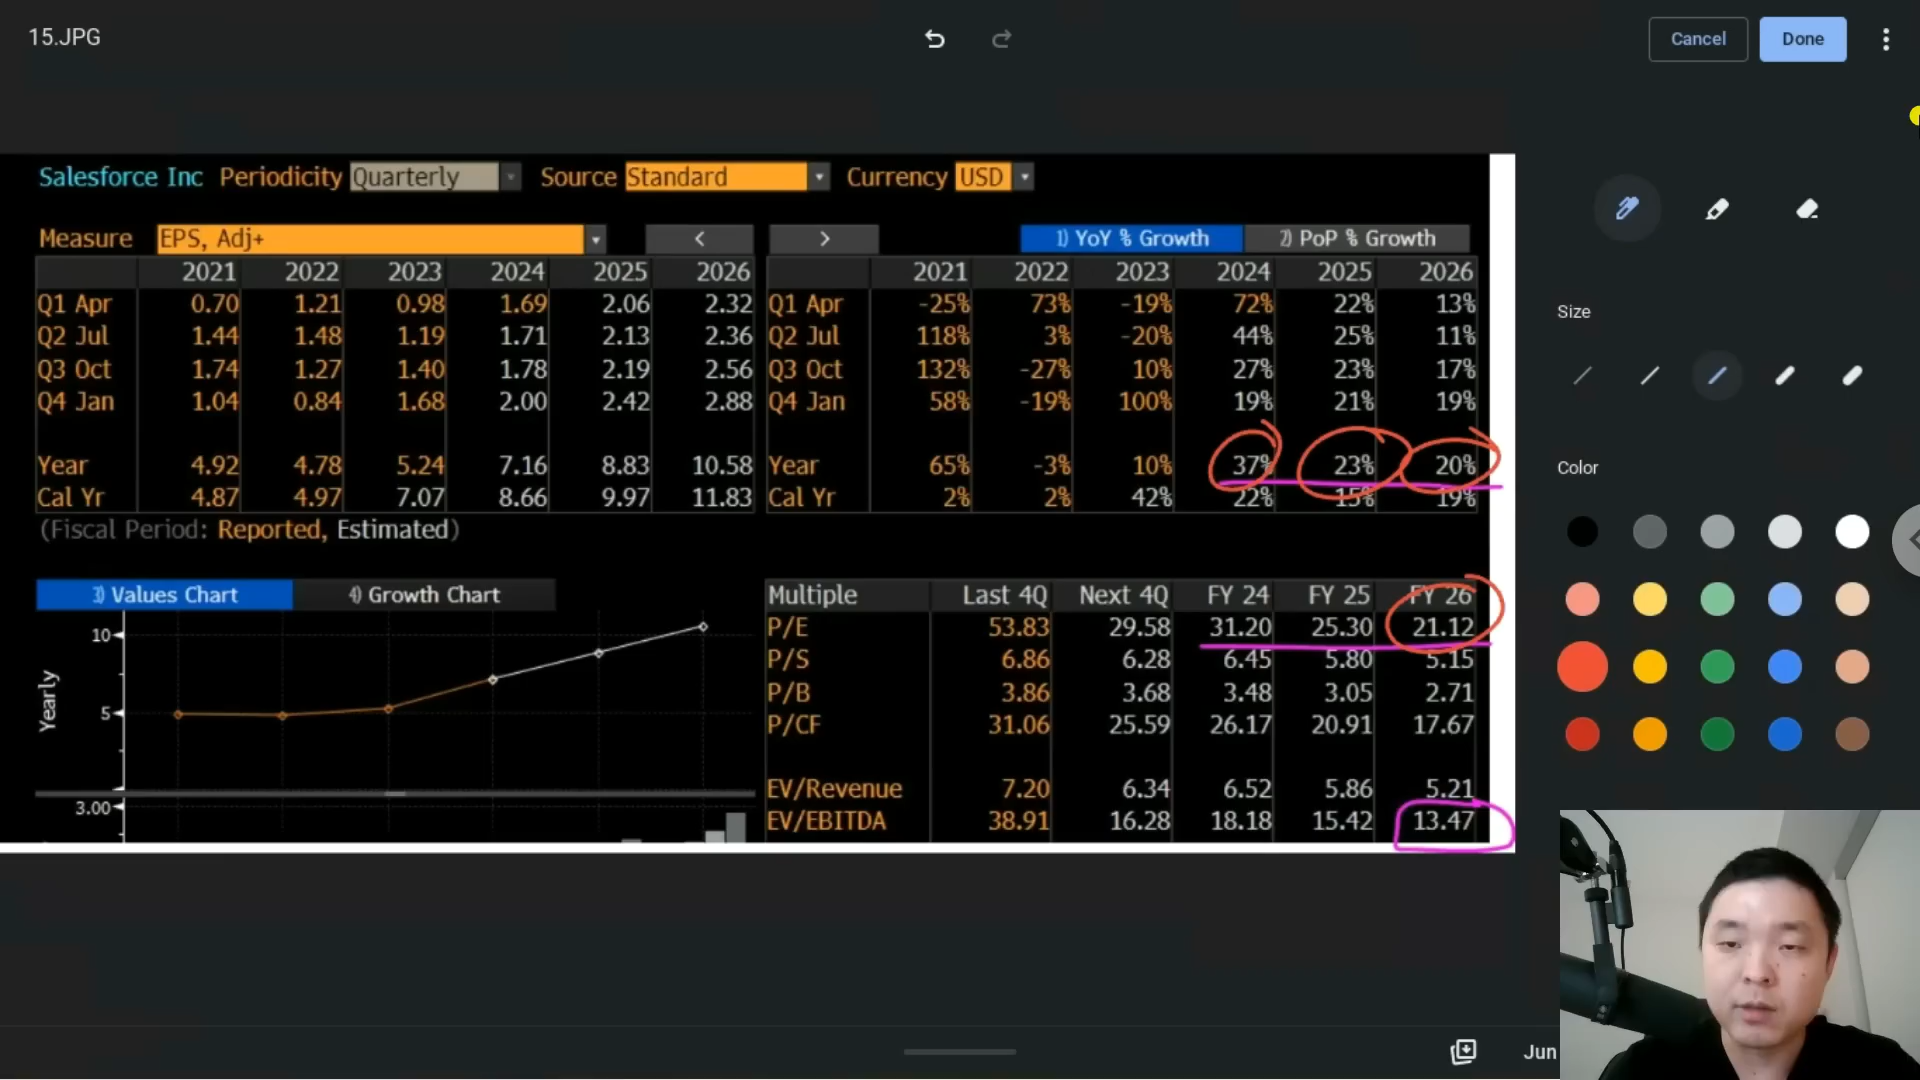 15.JPG
Cancel
Done
Salesforce Inc Periodicity Quarterly Source Standard Currency USD
Measure EPS, Adj+ < > 1) YoY % Growth 2) PoP % Growth
2021 2022 2023 2024 2025 2026 2021 2022 2023 2024 2025 2026
Q1 Apr 0.70 1.21 0.98 1.69 2.06 2.32 Q1 Apr -25% 73% -19% 72% 22% 13%
Q2 Jul 1.44 1.48 1.19 1.71 2.13 2.36 Q2 Jul 118% 3% -20% 44% 25% 11%
Q3 Oct 1.74 1.27 1.40 1.78 2.19 2.56 Q3 Oct 132% -27% 10% 27% 23% 17%
Q4 Jan 1.04 0.84 1.68 2.00 2.42 2.88 Q4 Jan 58% -19% 100% 19% 21% 19%
Year 4.92 4.78 5.24 7.16 8.83 10.58 Year 65% -3% 10% 37% 23% 20%
Cal Yr 4.87 4.97 7.07 8.66 9.97 11.83 Cal Yr 2% 2% 42% 22% 15% 19%
(Fiscal Period: Reported, Estimated)
3) Values Chart 4) Growth Chart
Yearly
10
5
3.00
Multiple Last 4Q Next 4Q FY 24 FY 25 FY 26
P/E 53.83 29.58 31.20 25.30 21.12
P/S 6.86 6.28 6.45 5.80 5.15
P/B 3.86 3.68 3.48 3.05 2.71
P/CF 31.06 25.59 26.17 20.91 17.67
EV/Revenue 7.20 6.34 6.52 5.86 5.21
EV/EBITDA 38.91 16.28 18.18 15.42 13.47
Size
Color
Jun